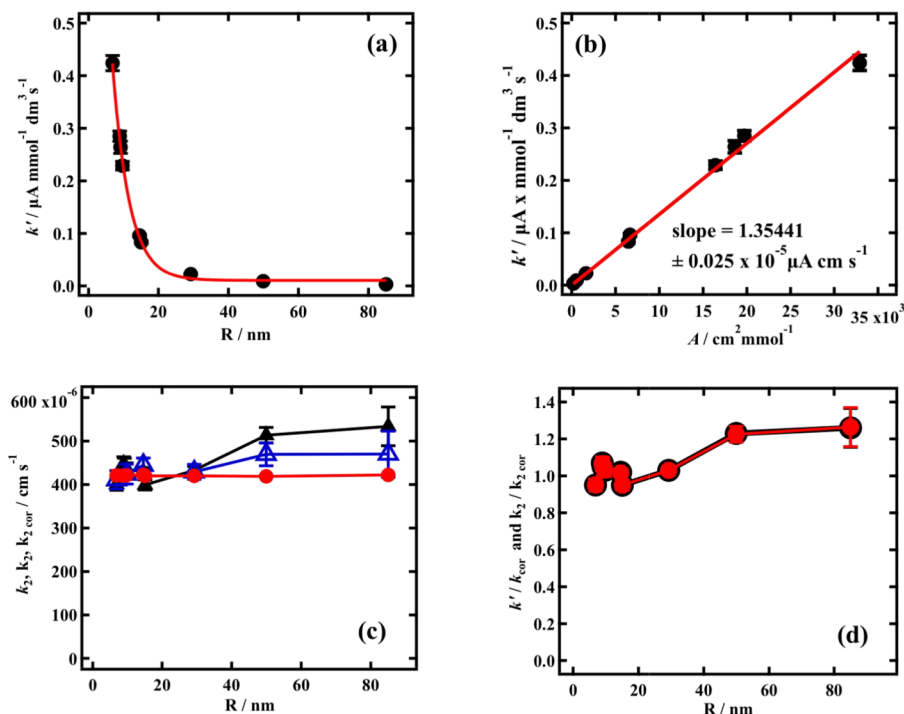 0.5
0.4
0.3
0.2
0.1
0.0
k' / µA mmol⁻¹ dm³ s⁻¹
(a)
0 20 40 60 80
R / nm
0.5
0.4
0.3
0.2
0.1
0.0
k' / µA x mmol⁻¹ dm³ s⁻¹
(b)
slope = 1.35441
± 0.025 x 10⁻⁵µA cm s⁻¹
0 5 10 15 20 25 30
35 x10³
A / cm²mmol⁻¹
600 x10⁻⁶
500
400
300
200
100
0
k₂, k₂, k₂ cor / cm s⁻¹
(c)
0 20 40 60 80
R / nm
1.4
1.2
1.0
0.8
0.6
0.4
0.2
0.0
k' / k_cor and k₂ / k₂ cor
(d)
0 20 40 60 80
R / nm